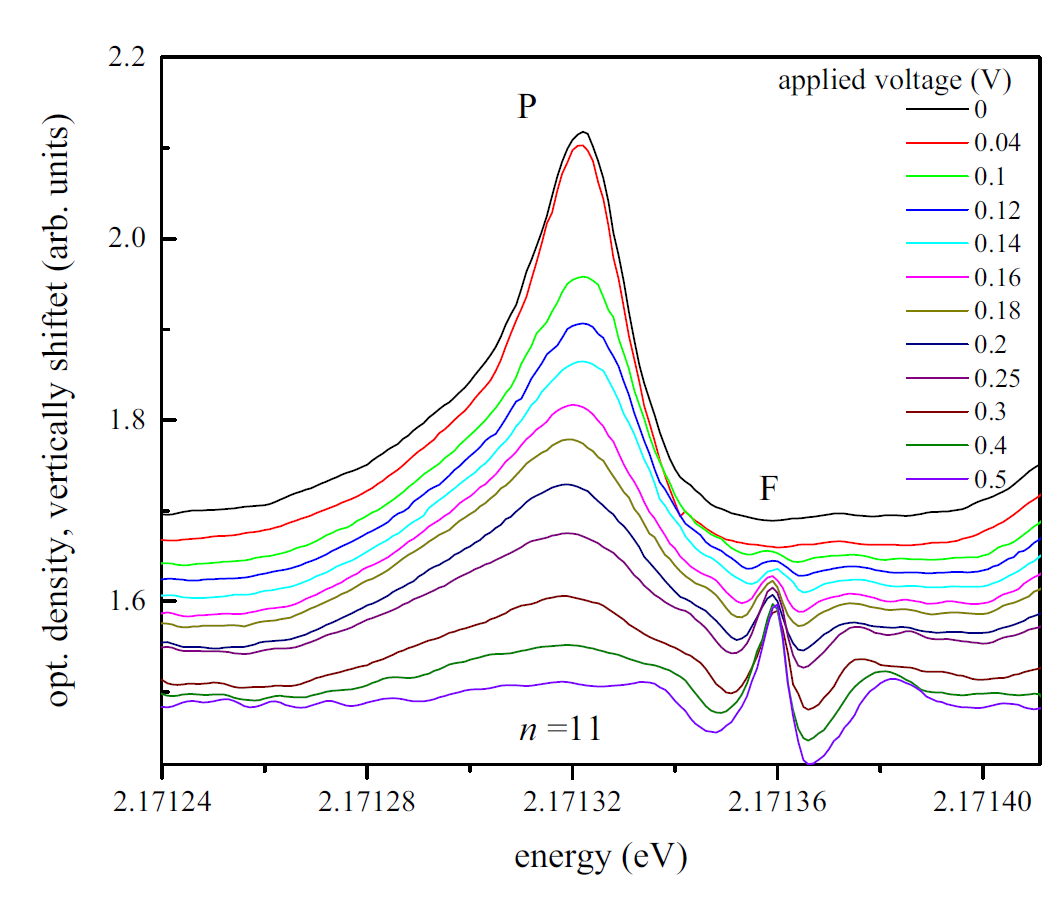 2.2
P
applied voltage (V)
0
0.04
0.1
0.12
0.14
0.16
0.18
0.2
0.25
0.3
0.4
0.5
2.0
1.8
1.6
F
n =11
opt. density, vertically shiftet (arb. units)
2.17124 2.17128 2.17132 2.17136 2.17140
energy (eV)